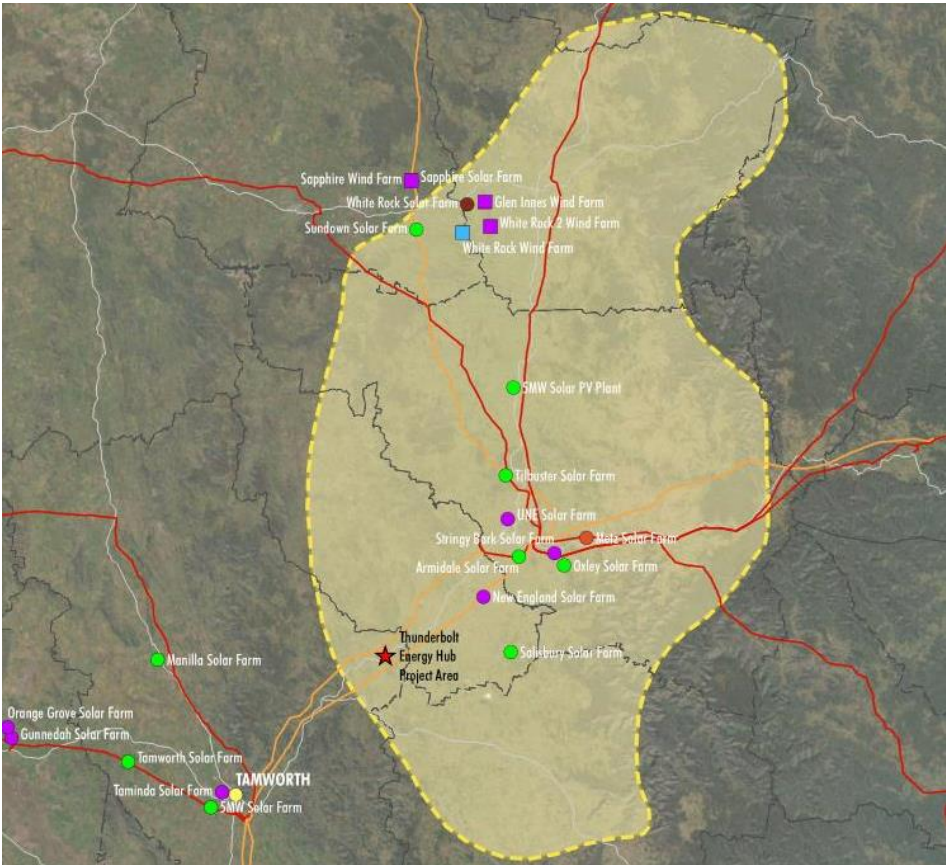 Sapphire Wind Farm
Sapphire Solar Farm
White Rock Solar Farm
Glen Innes Wind Farm
Sundown Solar Farm
White Rock 2 Wind Farm
White Rock Wind Farm
5MW Solar PV Plant
Tilbuster Solar Farm
UNE Solar Farm
Stringy Bark Solar Farm
Metz Solar Farm
Armidale Solar Farm
Oxley Solar Farm
New England Solar Farm
Thunderbolt
Energy Hub
Project Area
Salisbury Solar Farm
Manilla Solar Farm
Orange Grove Solar Farm
Gunnedah Solar Farm
Tamworth Solar Farm
TAMWORTH
Taminda Solar Farm
5MW Solar Farm